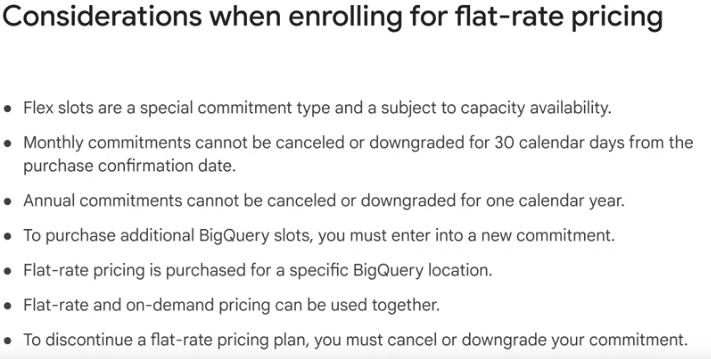 Considerations when enrolling for flat-rate pricing
● Flex slots are a special commitment type and a subject to capacity availability.
● Monthly commitments cannot be canceled or downgraded for 30 calendar days from the
purchase confirmation date.
● Annual commitments cannot be canceled or downgraded for one calendar year.
● To purchase additional BigQuery slots, you must enter into a new commitment.
● Flat-rate pricing is purchased for a specific BigQuery location.
● Flat-rate and on-demand pricing can be used together.
● To discontinue a flat-rate pricing plan, you must cancel or downgrade your commitment.